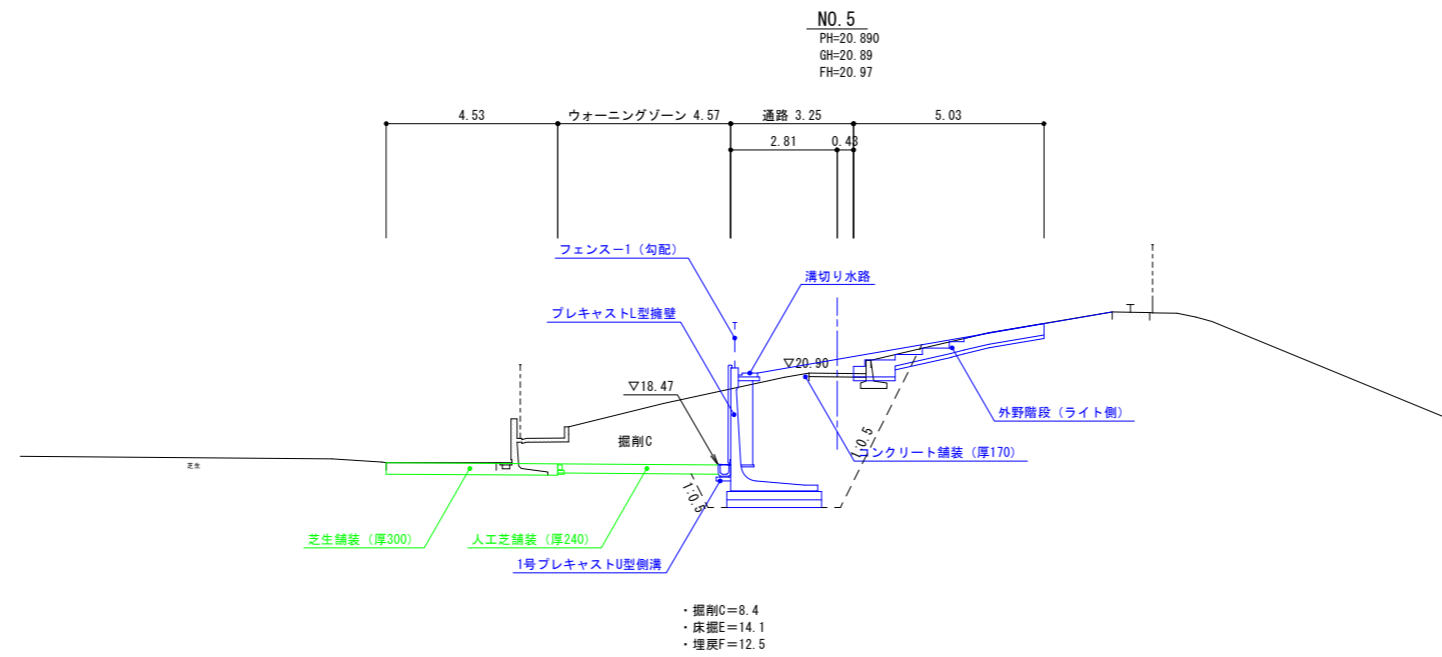 NO.5
PH=20.890
GH=20.89
FH=20.97
4.53
ウォーニングゾーン 4.57
通路 3.25
5.03
2.81
0.43
フェンスー1（勾配）
溝切り水路
プレキャストL型擁壁
▽20.90
▽18.47
外野階段（ライト側）
掘削C
1:0.5
コンクリート舗装（厚170）
芝生
1:0.5
芝生舗装（厚300）
人工芝舗装（厚240）
1号プレキャストU型側溝
・掘削C＝8.4
・床掘E＝14.1
・埋戻F＝12.5